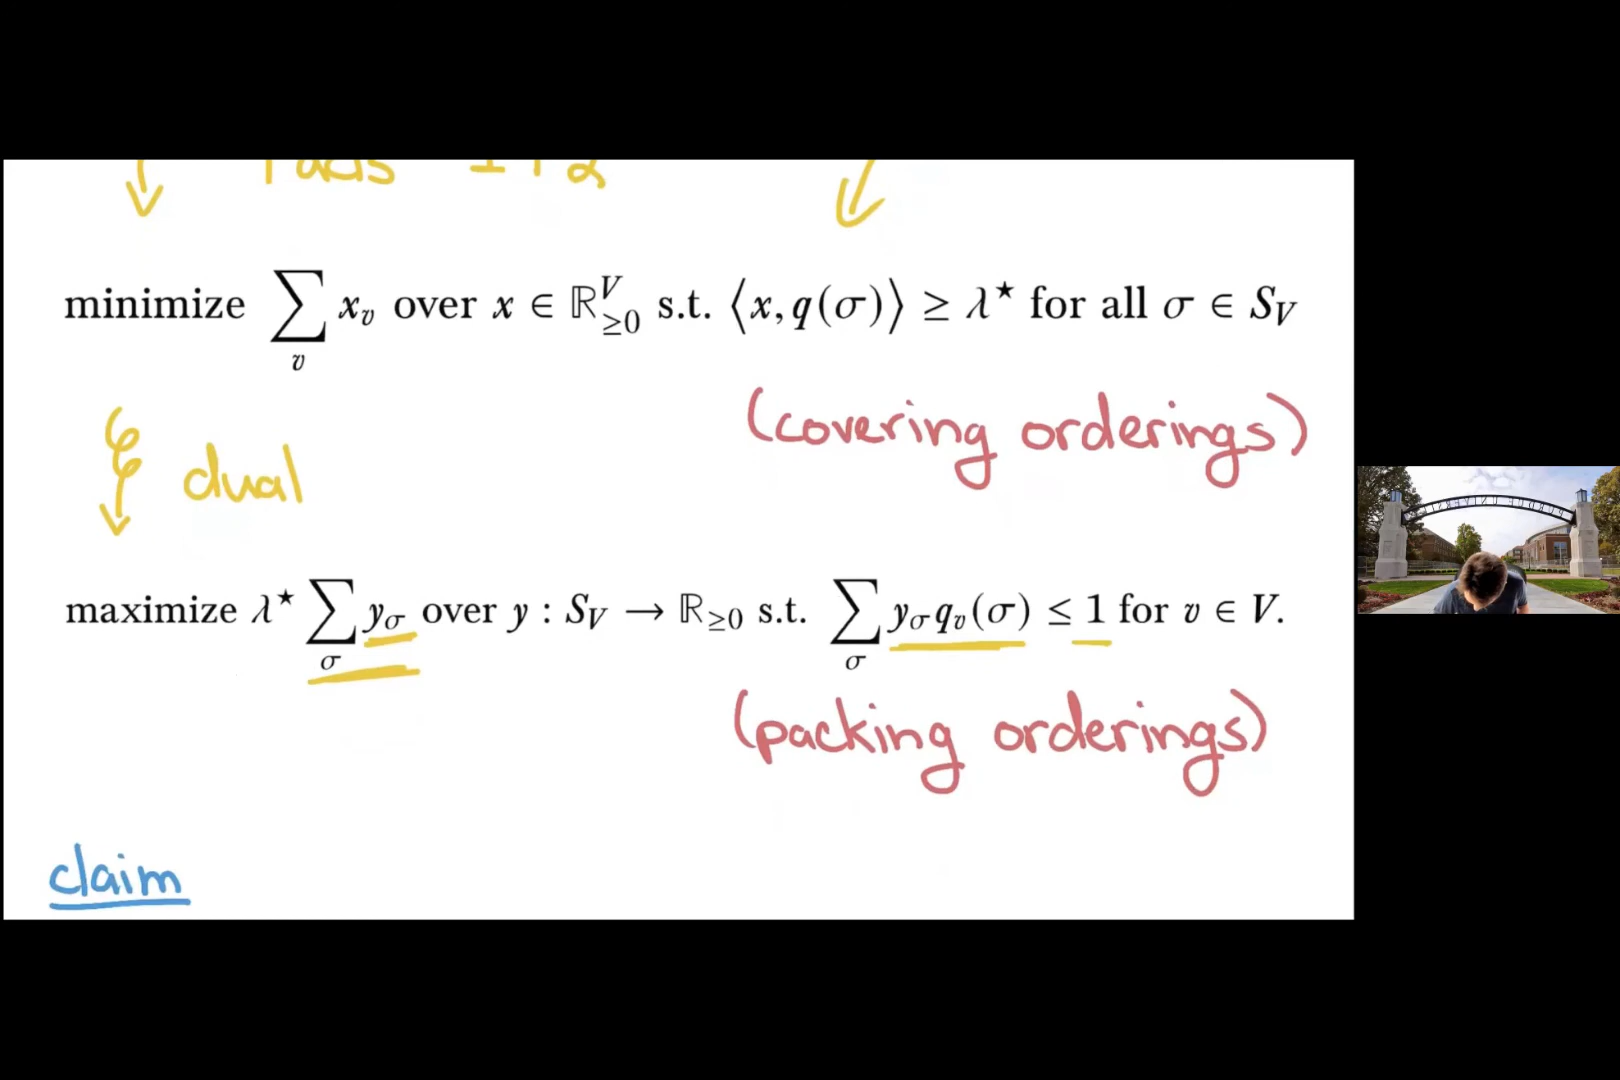 minimize ∑_v x_v over x ∈ ℝ^V_{≥0} s.t. ⟨x, q(σ)⟩ ≥ λ* for all σ ∈ S_V
(covering orderings)
dual
maximize λ* ∑_σ y_σ over y : S_V → ℝ_{≥0} s.t. ∑_σ y_σ q_v(σ) ≤ 1 for v ∈ V.
(packing orderings)
claim